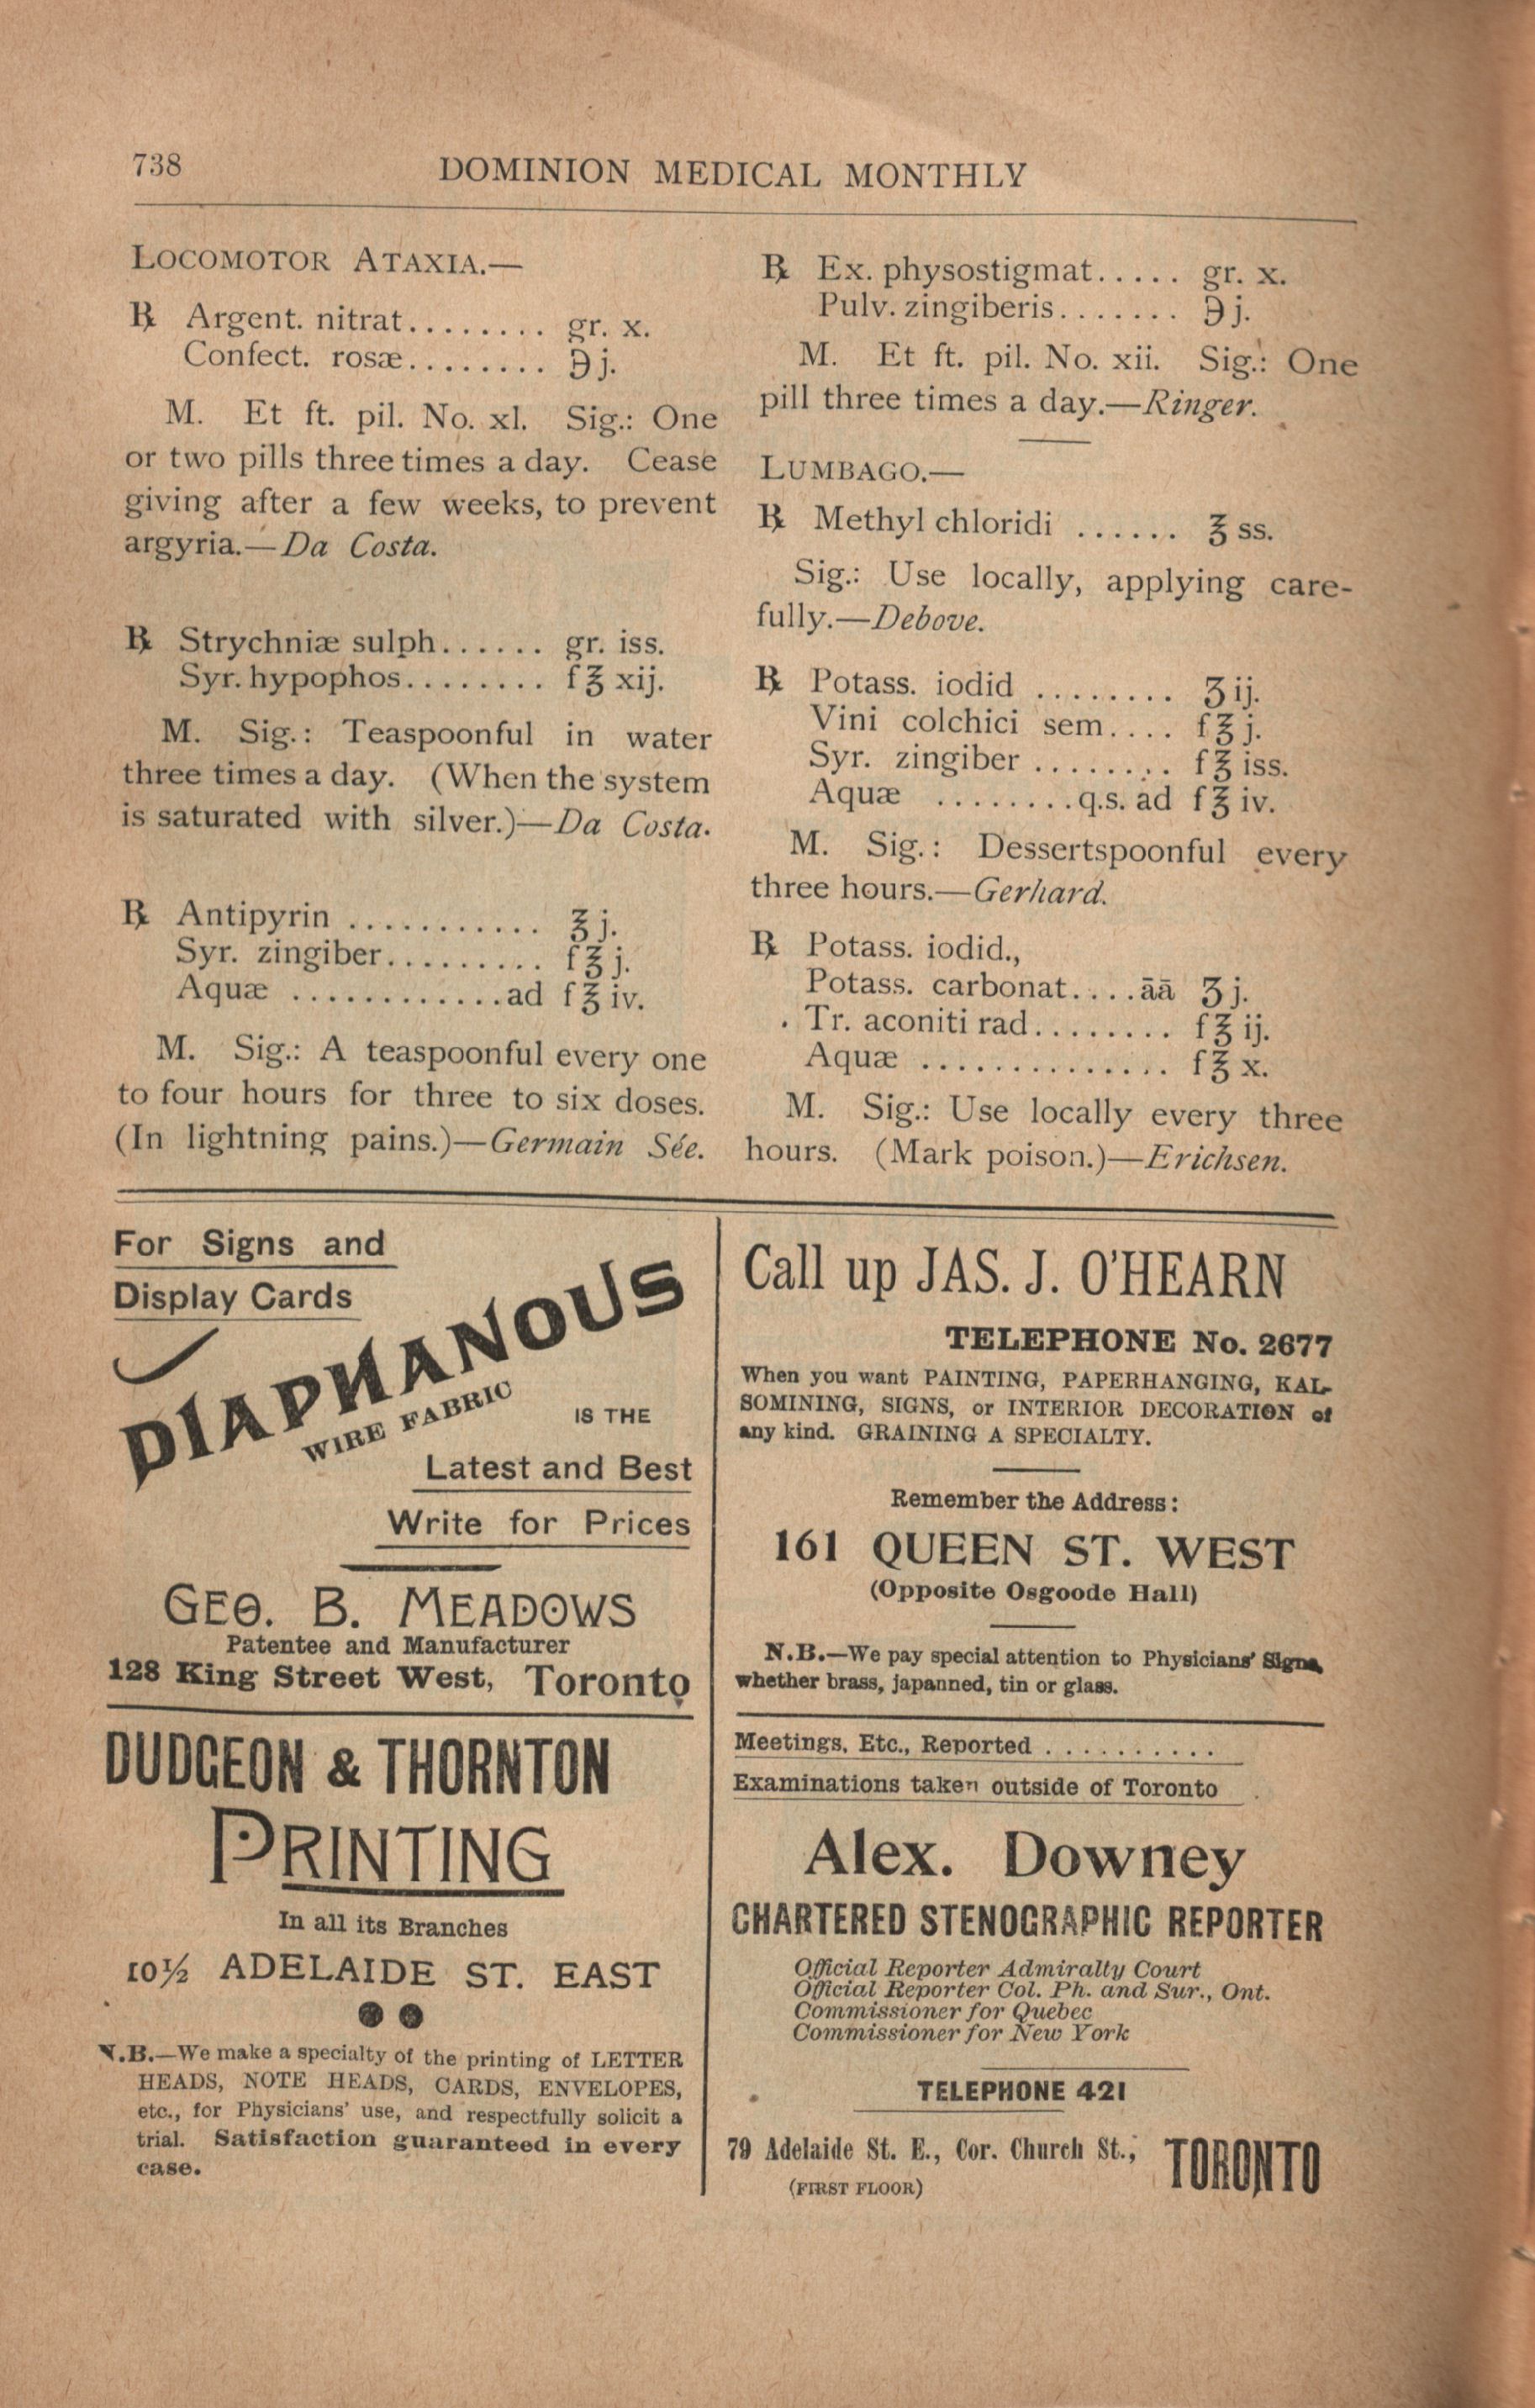 738
DOMINION MEDICAL MONTHLY
LOCOMOTOR ATAXIA.—
℞ Argent. nitrat......... gr. x.
Confect. rosæ......... ℈ j.
M. Et ft. pil. No. xl. Sig.: One
or two pills three times a day. Cease
giving after a few weeks, to prevent
argyria.—Da Costa.
℞ Strychniæ sulph...... gr. iss.
Syr. hypophos......... f ℥ xij.
M. Sig.: Teaspoonful in water
three times a day. (When the system
is saturated with silver.)—Da Costa.
℞ Antipyrin ........... ℥ j.
Syr. zingiber......... f ℥ j.
Aquæ ............ad f ℥ iv.
M. Sig.: A teaspoonful every one
to four hours for three to six doses.
(In lightning pains.)—Germain Sée.
℞ Ex. physostigmat..... gr. x.
Pulv. zingiberis....... ℈ j.
M. Et ft. pil. No. xii. Sig.: One
pill three times a day.—Ringer.
LUMBAGO.—
℞ Methyl chloridi ...... ℥ ss.
Sig.: Use locally, applying care-
fully.—Debove.
℞ Potass. iodid ........ ʒ ij.
Vini colchici sem.... f ℥ j.
Syr. zingiber ........ f ℥ iss.
Aquæ ........q.s. ad f ℥ iv.
M. Sig.: Dessertspoonful every
three hours.—Gerhard.
℞ Potass. iodid.,
Potass. carbonat....āā ʒ j.
Tr. aconiti rad........ f ℥ ij.
Aquæ .............. f ℥ x.
M. Sig.: Use locally every three
hours. (Mark poison.)—Erichsen.
For Signs and
Display Cards
DIAPHANOUS
WIRE FABRIC
IS THE
Latest and Best
Write for Prices
GEO. B. MEADOWS
Patentee and Manufacturer
128 King Street West, Toronto
DUDGEON & THORNTON
PRINTING
In all its Branches
10½ ADELAIDE ST. EAST
N.B.—We make a specialty of the printing of LETTER
HEADS, NOTE HEADS, CARDS, ENVELOPES,
etc., for Physicians' use, and respectfully solicit a
trial. Satisfaction guaranteed in every
case.
Call up JAS. J. O'HEARN
TELEPHONE No. 2677
When you want PAINTING, PAPERHANGING, KAL-
SOMINING, SIGNS, or INTERIOR DECORATION of
any kind. GRAINING A SPECIALTY.
Remember the Address:
161 QUEEN ST. WEST
(Opposite Osgoode Hall)
N.B.—We pay special attention to Physicians' Signs,
whether brass, japanned, tin or glass.
Meetings, Etc., Reported ..........
Examinations taken outside of Toronto
Alex. Downey
CHARTERED STENOGRAPHIC REPORTER
Official Reporter Admiralty Court
Official Reporter Col. Ph. and Sur., Ont.
Commissioner for Quebec
Commissioner for New York
TELEPHONE 421
79 Adelaide St. E., Cor. Church St., TORONTO
(FIRST FLOOR)